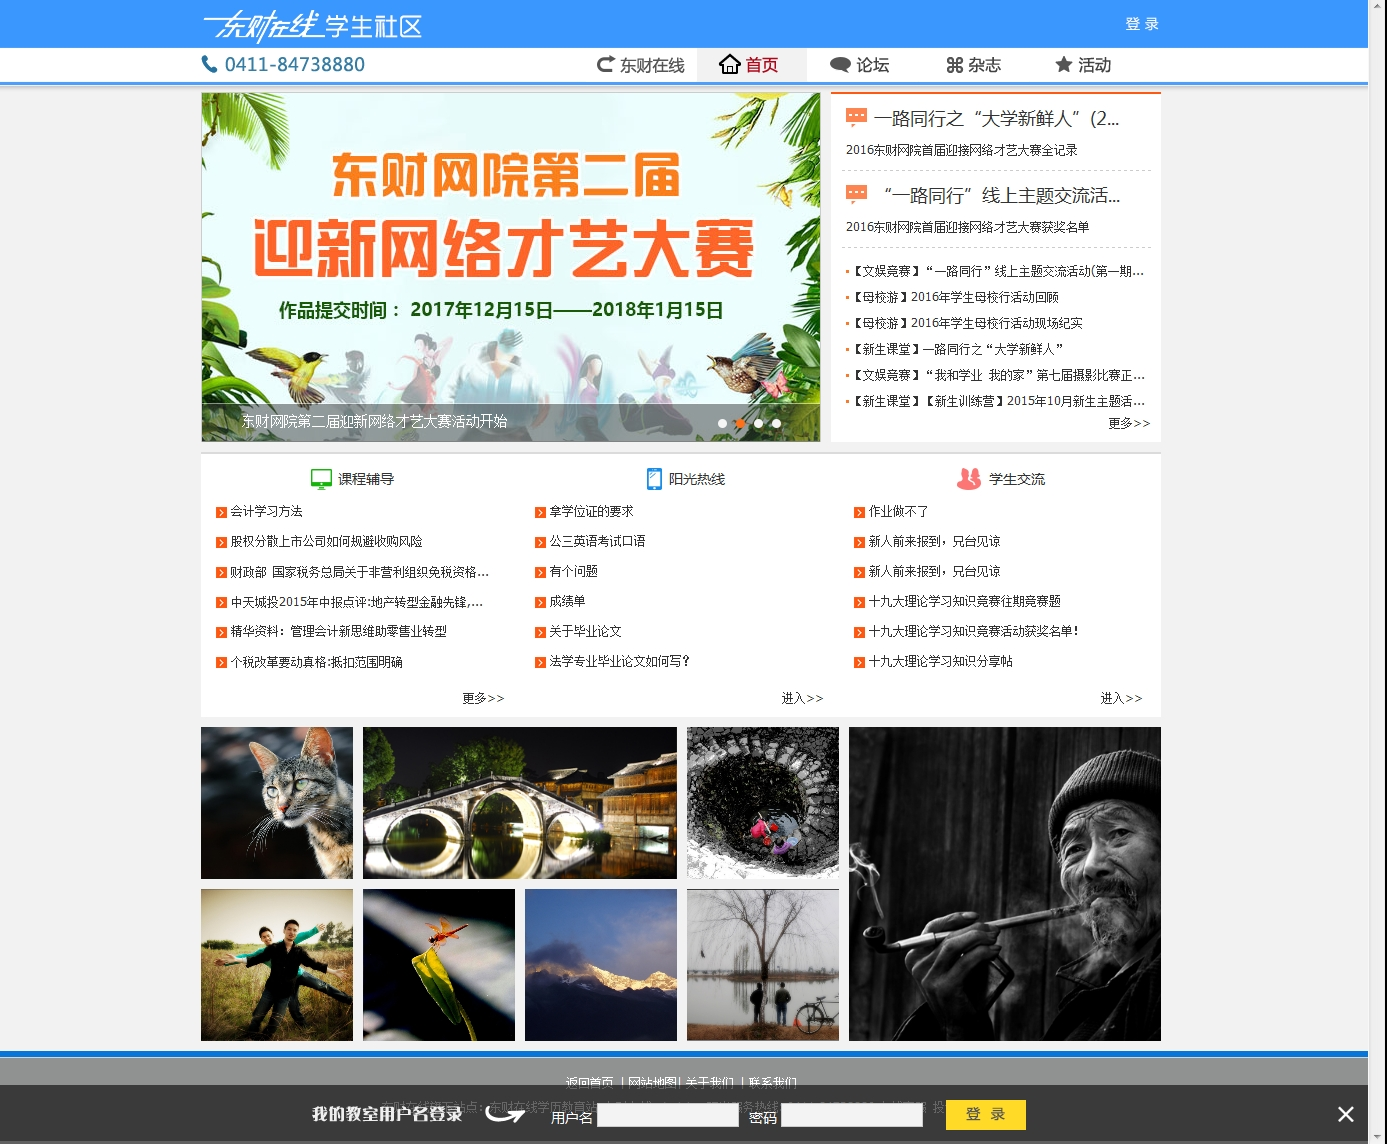 东财在线 学生社区
登 录
0411-84738880
东财在线
首页
论坛
杂志
活动
东财网院第二届
迎新网络才艺大赛
作品提交时间： 2017年12月15日——2018年1月15日
东财网院第二届迎新网络才艺大赛活动开始
一路同行之“大学新鲜人”(2...
2016东财网院首届迎接网络才艺大赛全记录
“一路同行”线上主题交流活...
2016东财网院首届迎接网络才艺大赛获奖名单
【文娱竞赛】“一路同行”线上主题交流活动(第一期...
【母校游】2016年学生母校行活动回顾
【母校游】2016年学生母校行活动现场纪实
【新生课堂】一路同行之“大学新鲜人”
【文娱竞赛】“我和学业 我的家”第七届摄影比赛正...
【新生课堂】【新生训练营】2015年10月新生主题活...
更多>>
课程辅导
会计学习方法
股权分散上市公司如何规避收购风险
财政部 国家税务总局关于非营利组织免税资格...
中天城投2015年中报点评:地产转型金融先锋,...
精华资料：管理会计新思维助零售业转型
个税改革要动真格:抵扣范围明确
更多>>
阳光热线
拿学位证的要求
公三英语考试口语
有个问题
成绩单
关于毕业论文
法学专业毕业论文如何写？
进入>>
学生交流
作业做不了
新人前来报到，兄台见谅
新人前来报到，兄台见谅
十九大理论学习知识竞赛往期竞赛题
十九大理论学习知识竞赛活动获奖名单！
十九大理论学习知识分享帖
进入>>
返回首页 | 网站地图| 关于我们 | 联系我们
我的教室用户名登录
用户名
密码
登 录